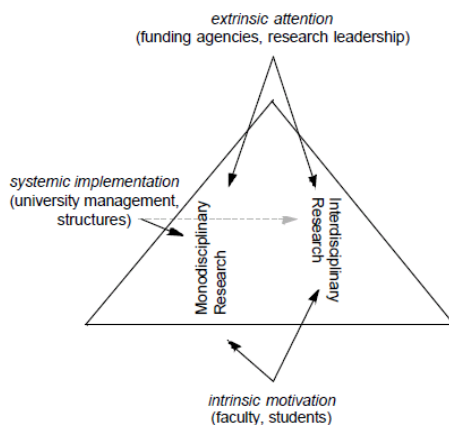 extrinsic attention
(funding agencies, research leadership)
systemic implementation
(university management,
structures)
Monodisciplinary
Research
Interdisciplinary
Research
intrinsic motivation
(faculty, students)